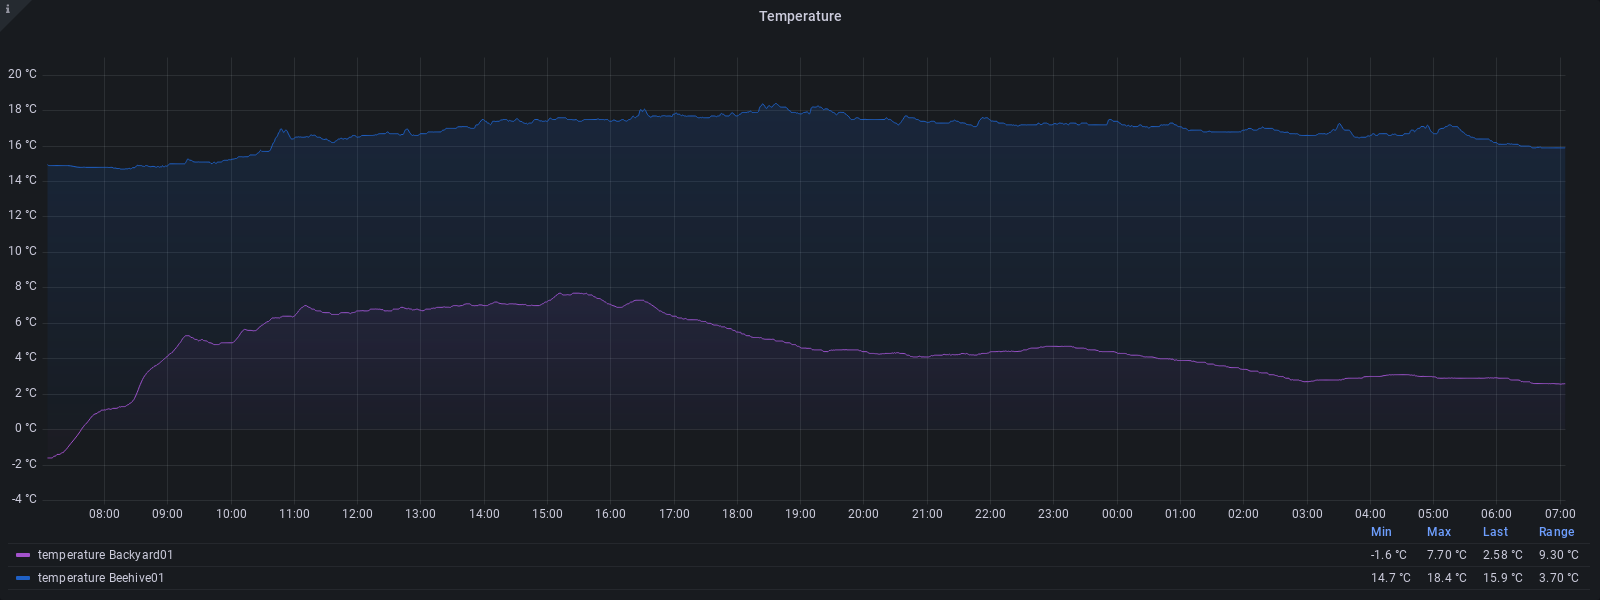 i
Temperature
20 °C
18 °C
16 °C
14 °C
12 °C
10 °C
8 °C
6 °C
4 °C
2 °C
0 °C
-2 °C
-4 °C
08:00 09:00 10:00 11:00 12:00 13:00 14:00 15:00 16:00 17:00 18:00 19:00 20:00 21:00 22:00 23:00 00:00 01:00 02:00 03:00 04:00 05:00 06:00 07:00
Min Max Last Range
temperature Backyard01 -1.6 °C 7.70 °C 2.58 °C 9.30 °C
temperature Beehive01 14.7 °C 18.4 °C 15.9 °C 3.70 °C